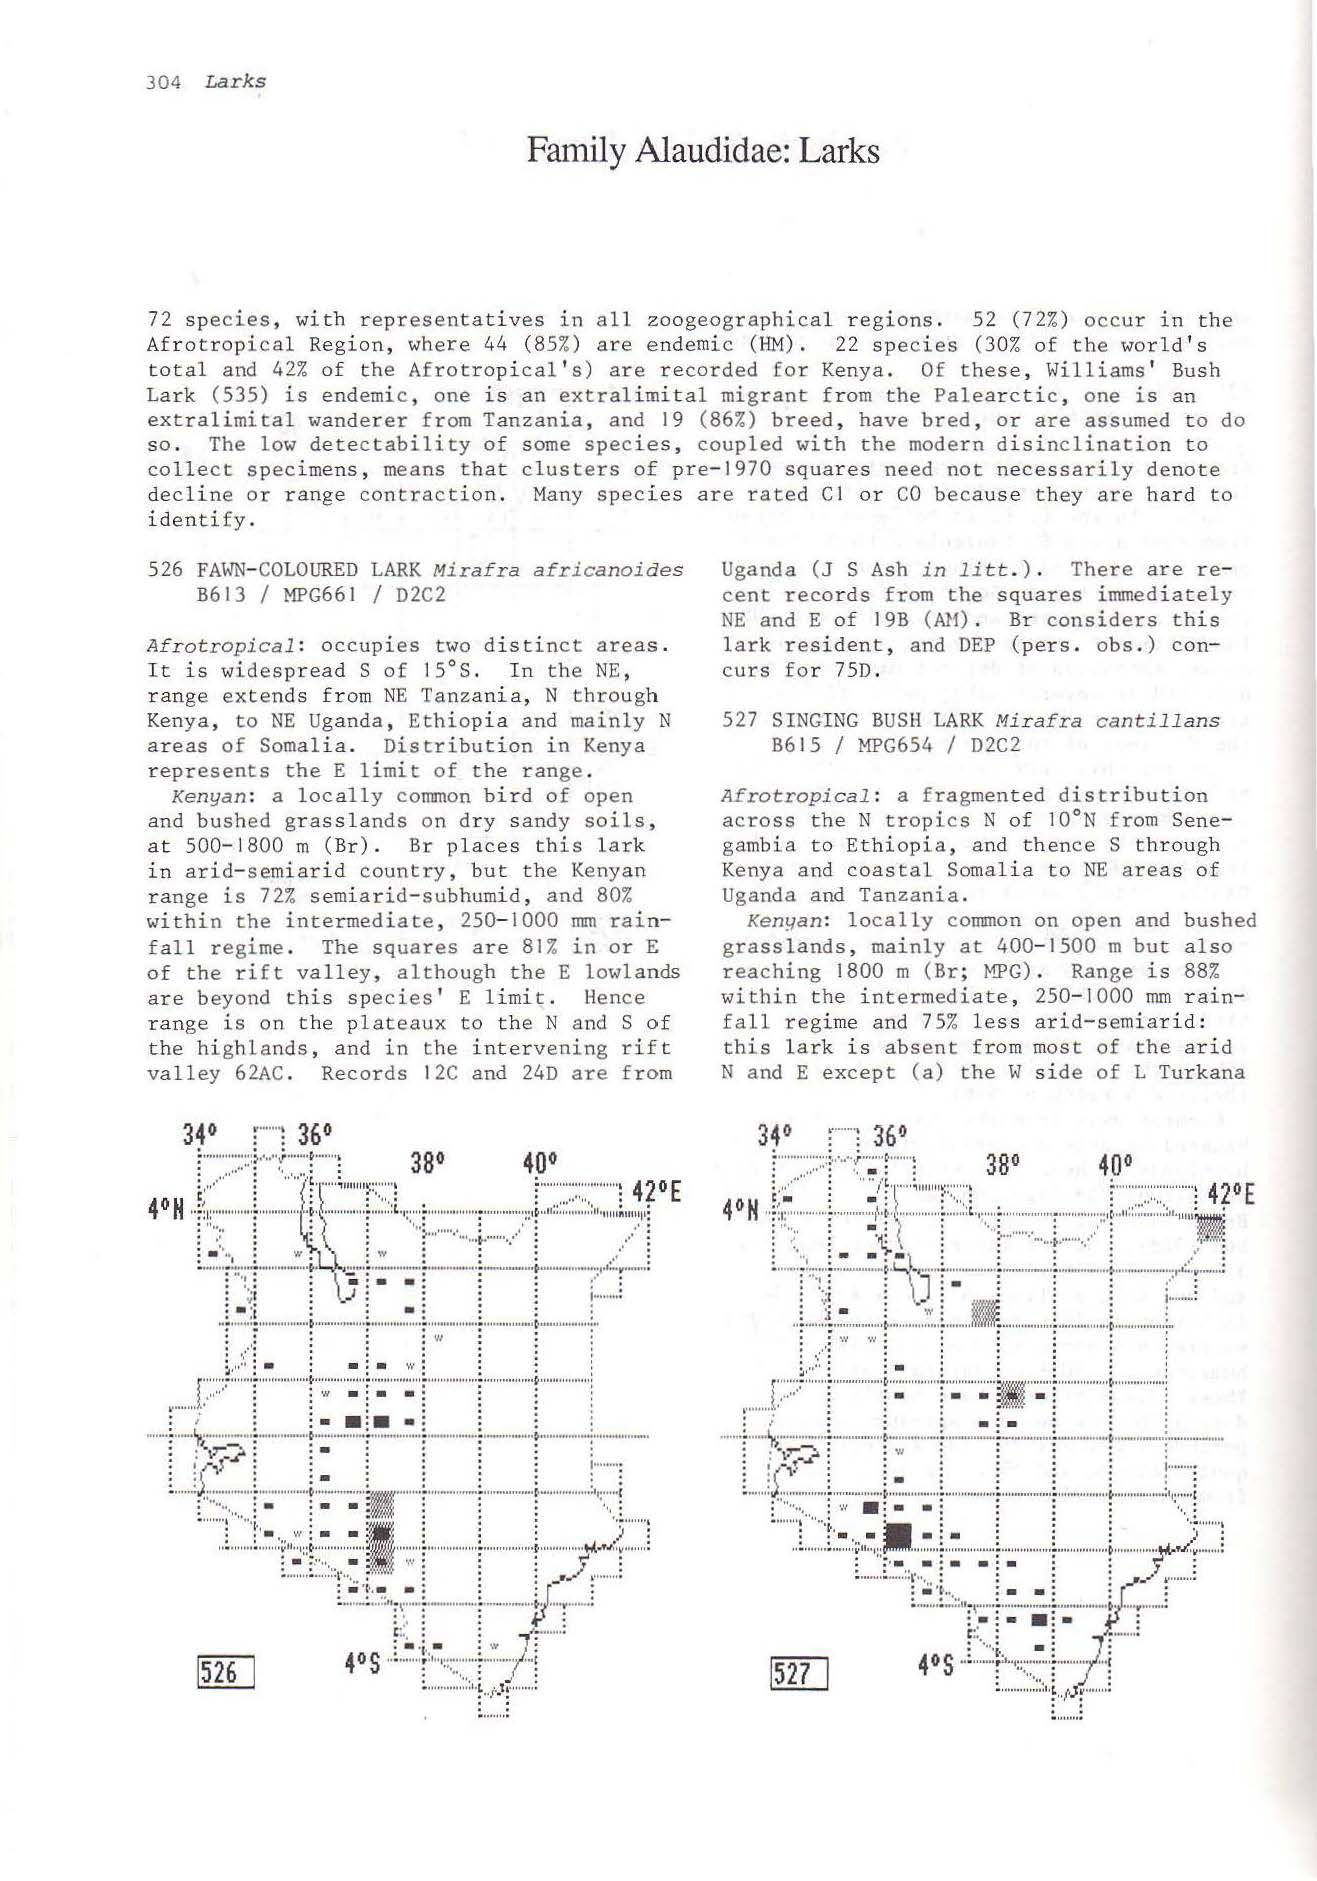 304 Larks
Family Alaudidae: Larks
72 species, with representatives in all zoogeographical regions. 52 (72%) occur in the
Afrotropical Region, where 44 (85%) are endemic (HM). 22 species (30% of the world's
total and 42% of the Afrotropical's) are recorded for Kenya. Of these, Williams' Bush
Lark (535) is endemic, one is an extralimital migrant from the Palearctic, one is an
extralimital wanderer from Tanzania, and 19 (86%) breed, have bred, or are assumed to do
so. The low detectability of some species, coupled with the modern disinclination to
collect specimens, means that clusters of pre-1970 squares need not necessarily denote
decline or range contraction. Many species are rated C1 or C0 because they are hard to
identify.
526 FAWN-COLOURED LARK Mirafra africanoides
B613 / MPG661 / D2C2
Afrotropical: occupies two distinct areas.
It is widespread S of 15°S. In the NE,
range extends from NE Tanzania, N through
Kenya, to NE Uganda, Ethiopia and mainly N
areas of Somalia. Distribution in Kenya
represents the E limit of the range.
Kenyan: a locally common bird of open
and bushed grasslands on dry sandy soils,
at 500-1800 m (Br). Br places this lark
in arid-semiarid country, but the Kenyan
range is 72% semiarid-subhumid, and 80%
within the intermediate, 250-1000 mm rain-
fall regime. The squares are 81% in or E
of the rift valley, although the E lowlands
are beyond this species' E limit. Hence
range is on the plateaux to the N and S of
the highlands, and in the intervening rift
valley 62AC. Records 12C and 24D are from
Uganda (J S Ash in litt.). There are re-
cent records from the squares immediately
NE and E of 19B (AM). Br considers this
lark resident, and DEP (pers. obs.) con-
curs for 75D.
527 SINGING BUSH LARK Mirafra cantillans
B615 / MPG654 / D2C2
Afrotropical: a fragmented distribution
across the N tropics N of 10°N from Sene-
gambia to Ethiopia, and thence S through
Kenya and coastal Somalia to NE areas of
Uganda and Tanzania.
Kenyan: locally common on open and bushed
grasslands, mainly at 400-1500 m but also
reaching 1800 m (Br; MPG). Range is 88%
within the intermediate, 250-1000 mm rain-
fall regime and 75% less arid-semiarid:
this lark is absent from most of the arid
N and E except (a) the W side of L Turkana
34° 36°
38° 40°
42°E
4°N
4°S
526
34° 36°
38° 40°
42°E
4°N
4°S
527